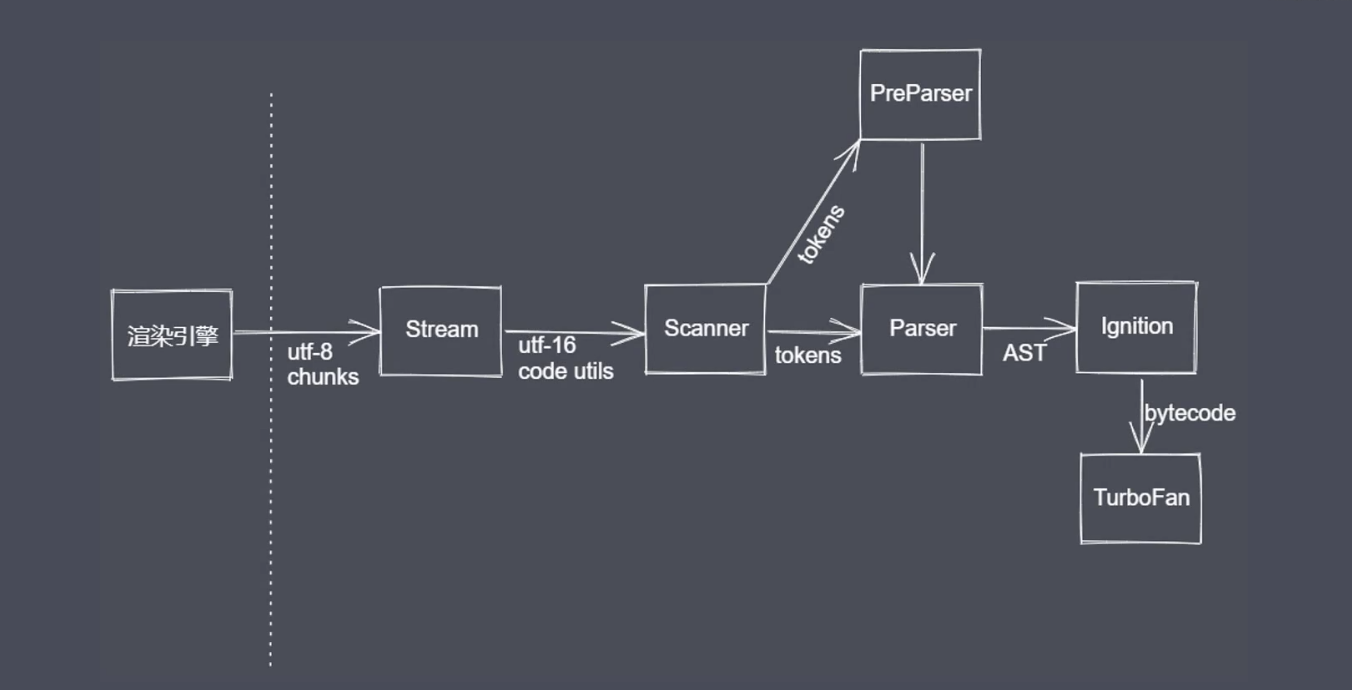 PreParser
tokens
渲染引擎
utf-8
chunks
Stream
utf-16
code utils
Scanner
tokens
Parser
AST
Ignition
bytecode
TurboFan